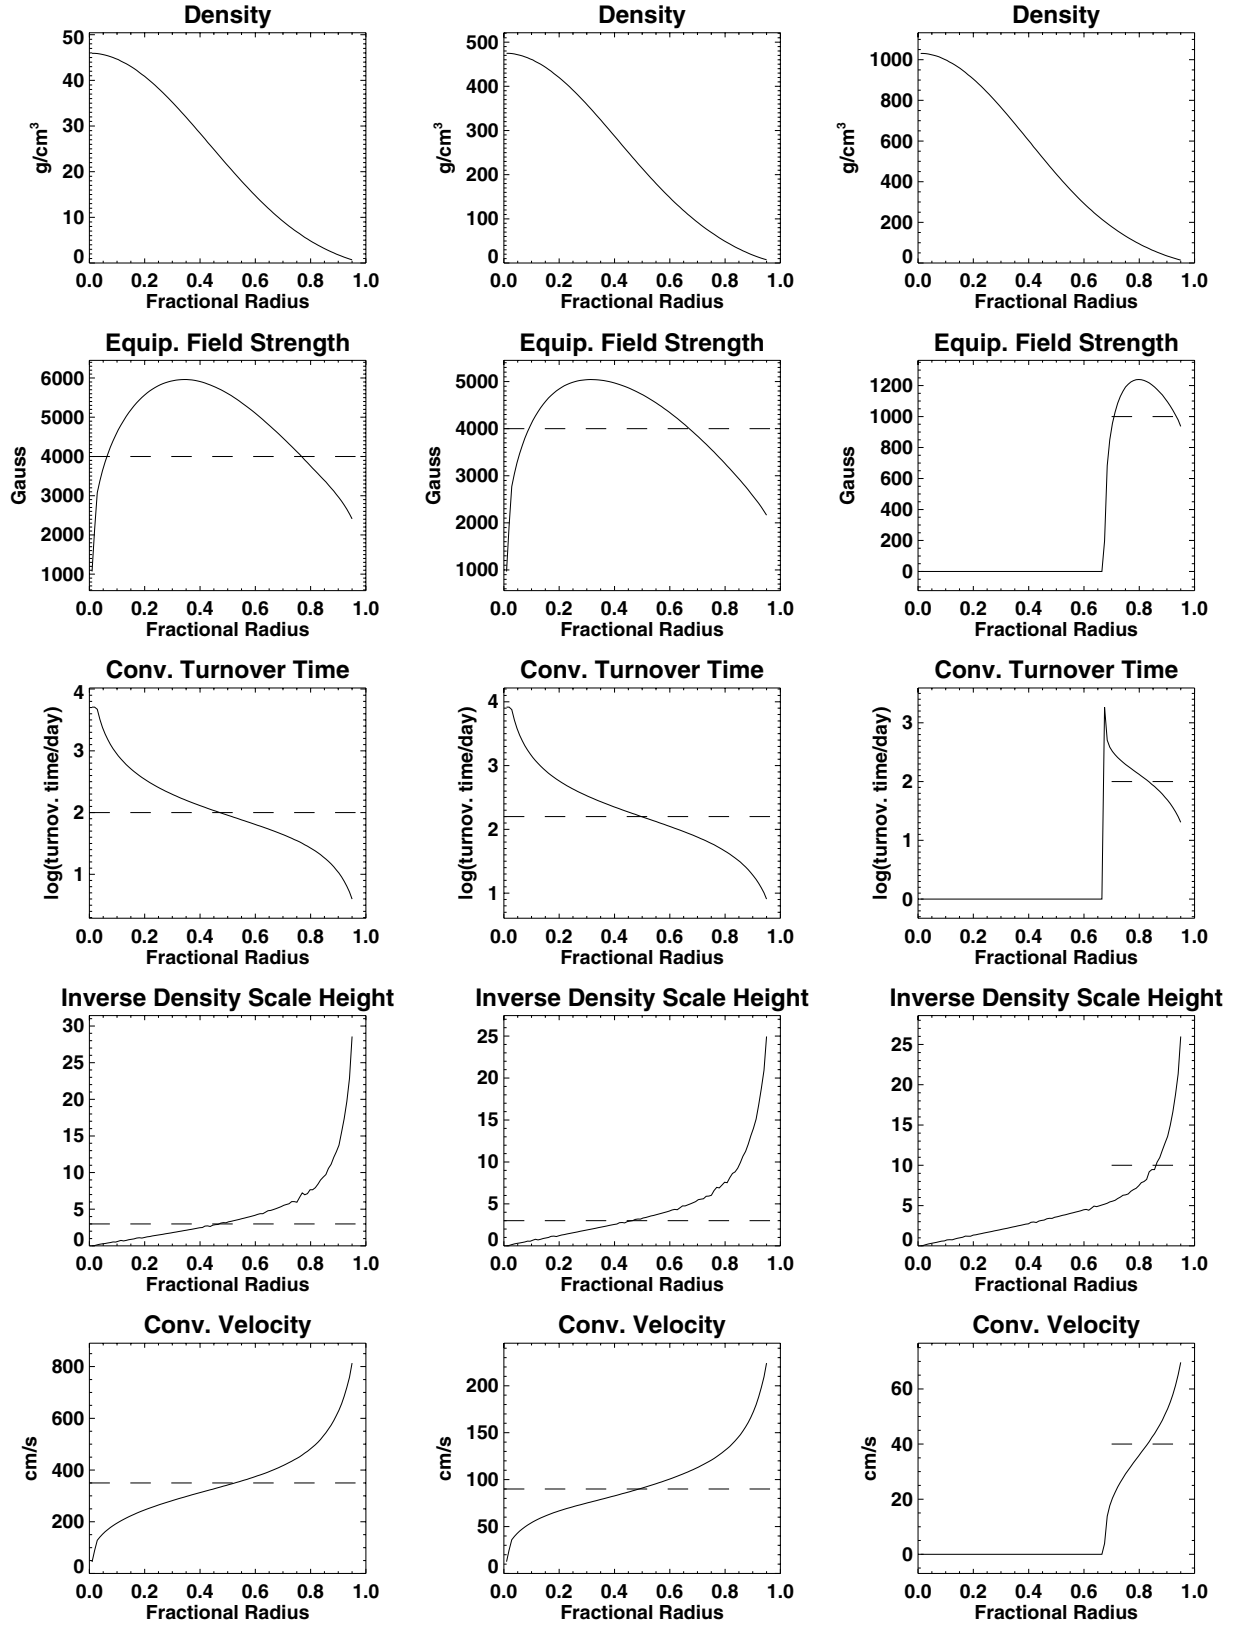 Density
50
40
30
20
10
0
g/cm³
0.0 0.2 0.4 0.6 0.8 1.0
Fractional Radius
Density
500
400
300
200
100
0
g/cm³
0.0 0.2 0.4 0.6 0.8 1.0
Fractional Radius
Density
1000
800
600
400
200
0
g/cm³
0.0 0.2 0.4 0.6 0.8 1.0
Fractional Radius
Equip. Field Strength
6000
5000
4000
3000
2000
1000
Gauss
0.0 0.2 0.4 0.6 0.8 1.0
Fractional Radius
Equip. Field Strength
5000
4000
3000
2000
1000
Gauss
0.0 0.2 0.4 0.6 0.8 1.0
Fractional Radius
Equip. Field Strength
1200
1000
800
600
400
200
0
Gauss
0.0 0.2 0.4 0.6 0.8 1.0
Fractional Radius
Conv. Turnover Time
4
3
2
1
log(turnov. time/day)
0.0 0.2 0.4 0.6 0.8 1.0
Fractional Radius
Conv. Turnover Time
4
3
2
1
log(turnov. time/day)
0.0 0.2 0.4 0.6 0.8 1.0
Fractional Radius
Conv. Turnover Time
3
2
1
0
log(turnov. time/day)
0.0 0.2 0.4 0.6 0.8 1.0
Fractional Radius
Inverse Density Scale Height
30
25
20
15
10
5
0
0.0 0.2 0.4 0.6 0.8 1.0
Fractional Radius
Inverse Density Scale Height
25
20
15
10
5
0
0.0 0.2 0.4 0.6 0.8 1.0
Fractional Radius
Inverse Density Scale Height
25
20
15
10
5
0
0.0 0.2 0.4 0.6 0.8 1.0
Fractional Radius
Conv. Velocity
800
600
400
200
0
cm/s
0.0 0.2 0.4 0.6 0.8 1.0
Fractional Radius
Conv. Velocity
200
150
100
50
0
cm/s
0.0 0.2 0.4 0.6 0.8 1.0
Fractional Radius
Conv. Velocity
60
40
20
0
cm/s
0.0 0.2 0.4 0.6 0.8 1.0
Fractional Radius